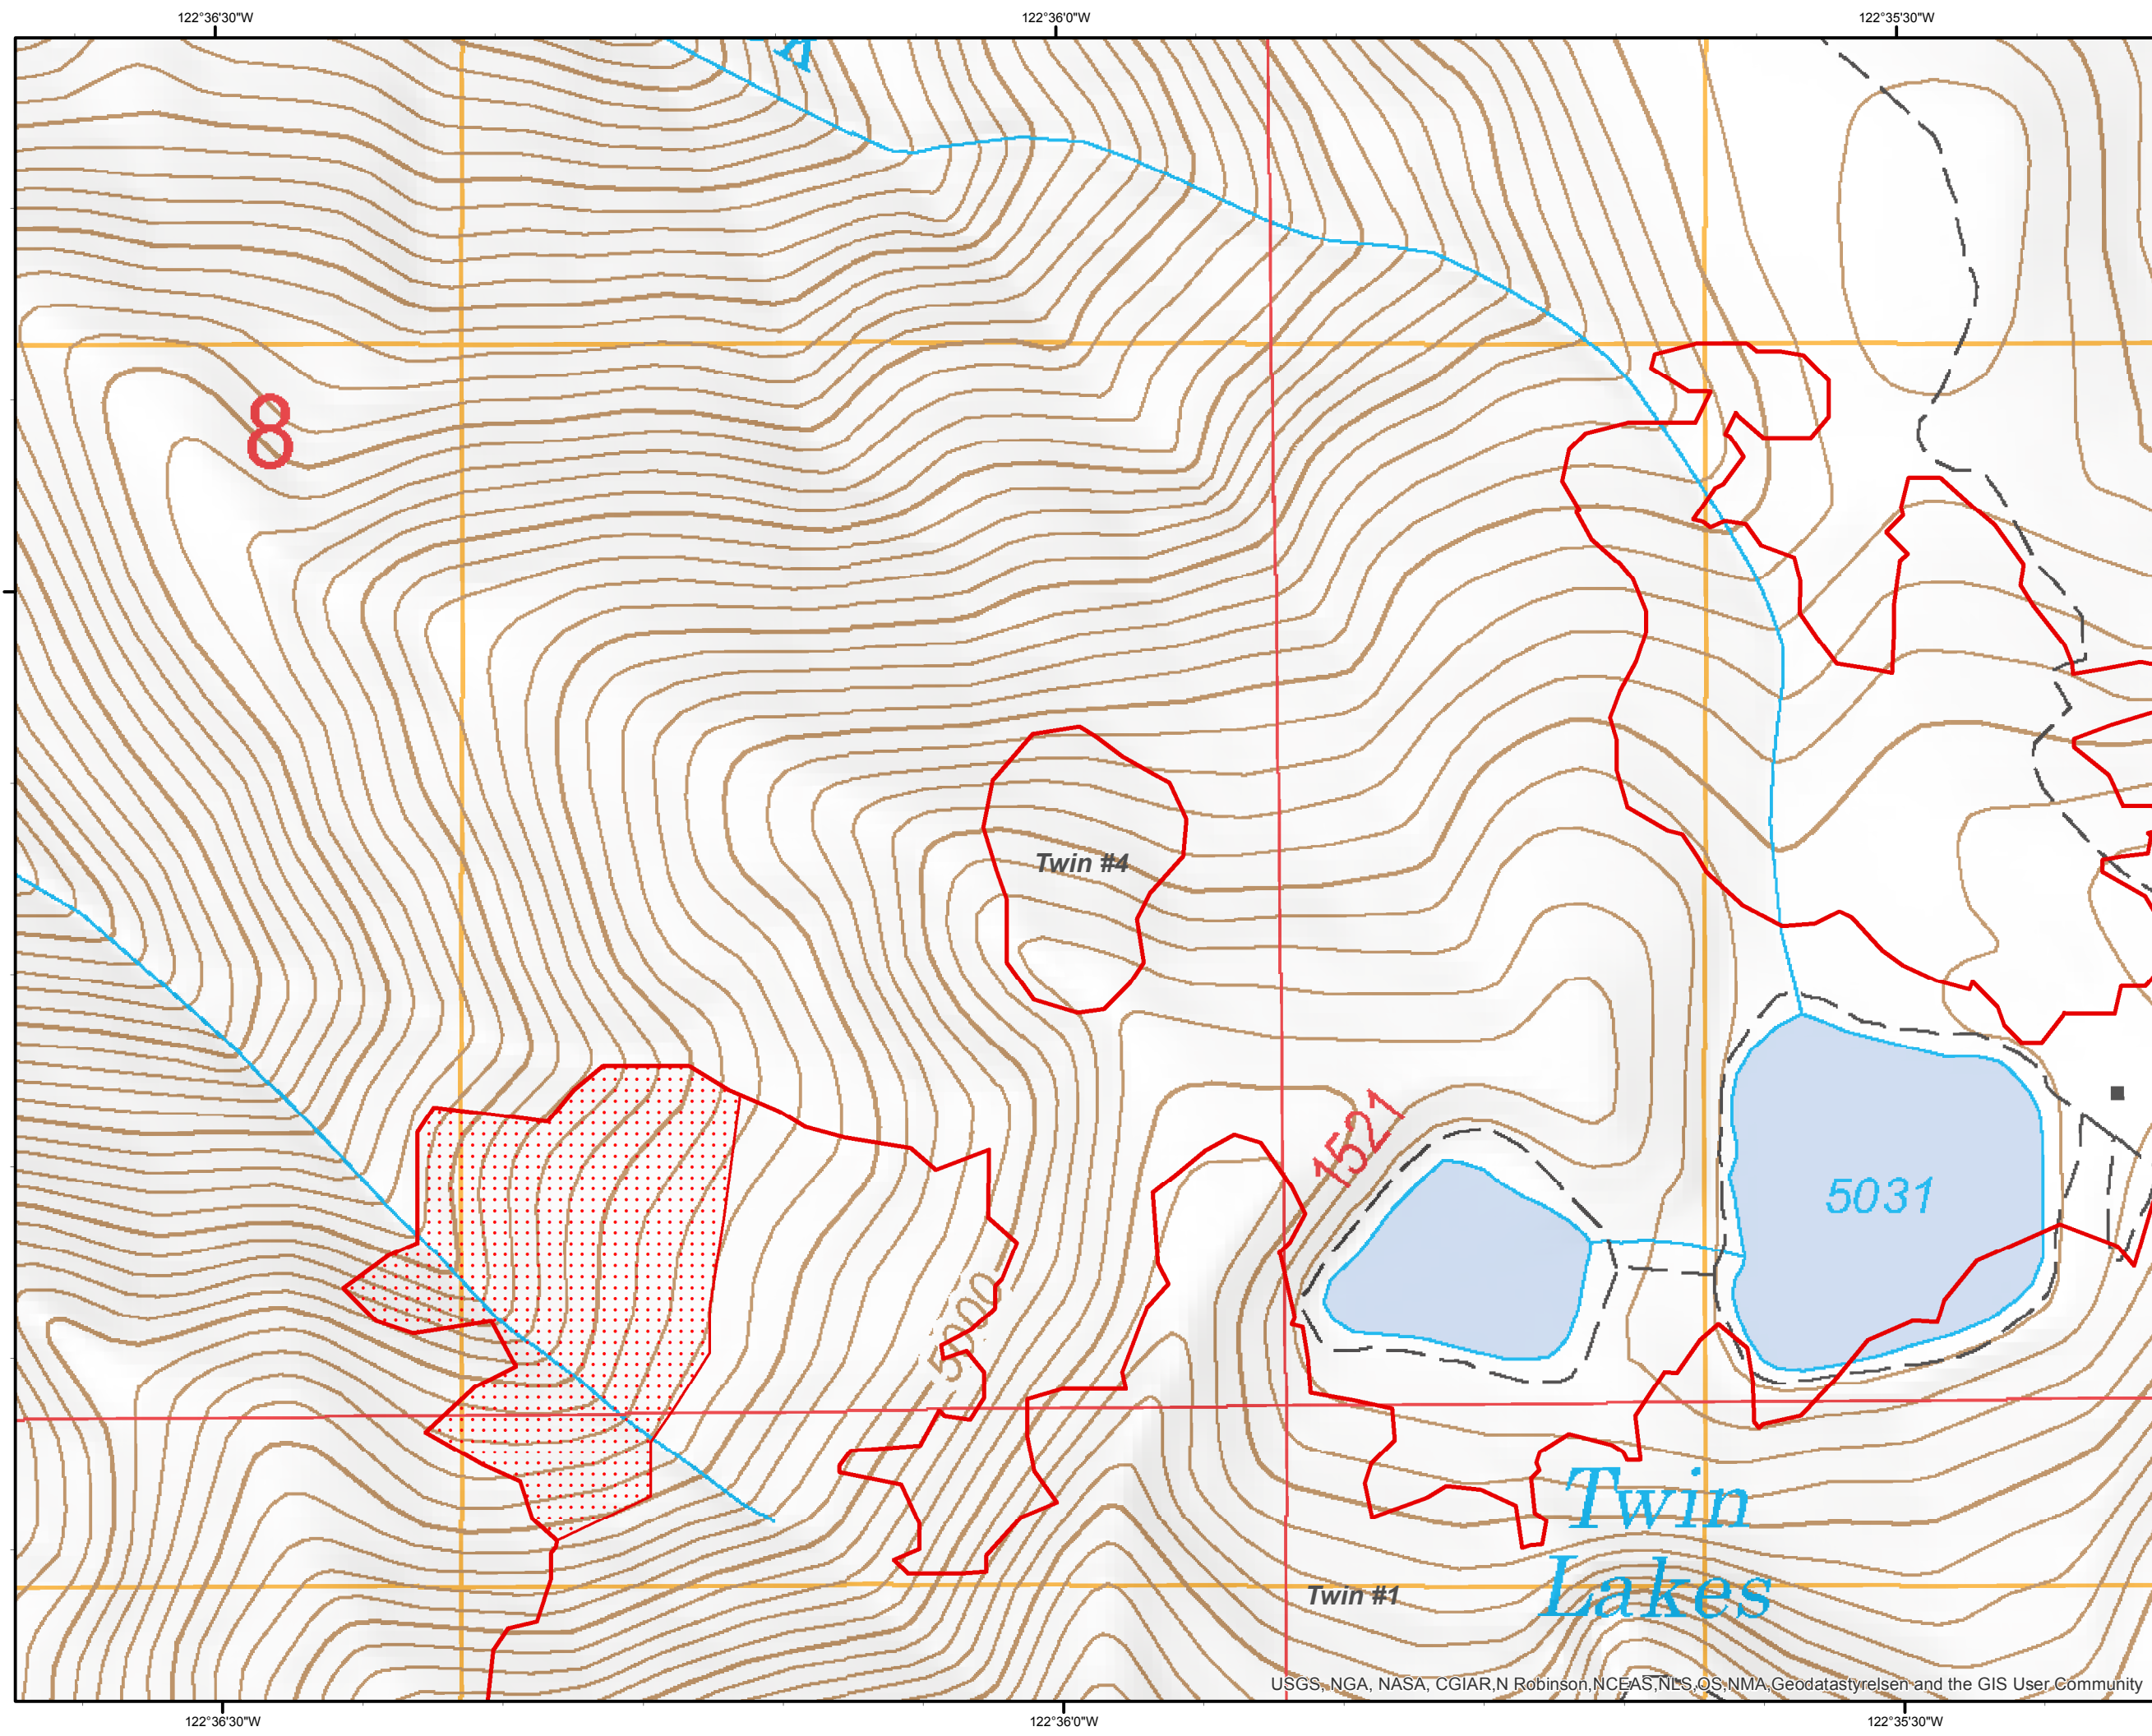 122°36'30"W
122°36'0"W
122°35'30"W
8
Twin #4
1521
5031
5000
Twin
Lakes
Twin #1
USGS, NGA, NASA, CGIAR,N Robinson,NCEAS,NLS,OS,NMA,Geodatastyrelsen and the GIS User Community
122°36'30"W
122°36'0"W
122°35'30"W